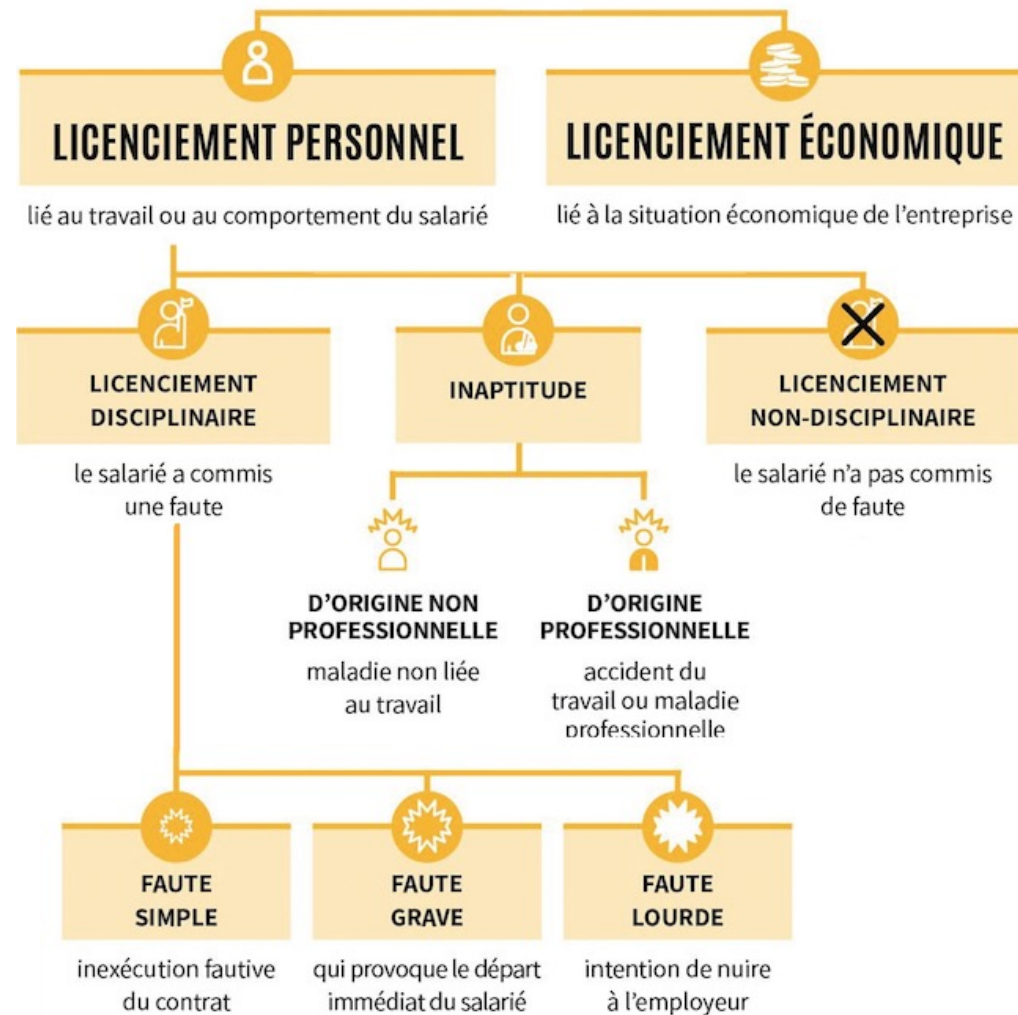 LICENCIEMENT PERSONNEL
lié au travail ou au comportement du salarié
LICENCIEMENT ÉCONOMIQUE
lié à la situation économique de l’entreprise
LICENCIEMENT
DISCIPLINAIRE
le salarié a commis
une faute
INAPTITUDE
LICENCIEMENT
NON-DISCIPLINAIRE
le salarié n’a pas commis
de faute
D’ORIGINE NON
PROFESSIONNELLE
maladie non liée
au travail
D’ORIGINE
PROFESSIONNELLE
accident du
travail ou maladie
professionnelle
FAUTE
SIMPLE
inexécution fautive
du contrat
FAUTE
GRAVE
qui provoque le départ
immédiat du salarié
FAUTE
LOURDE
intention de nuire
à l’employeur